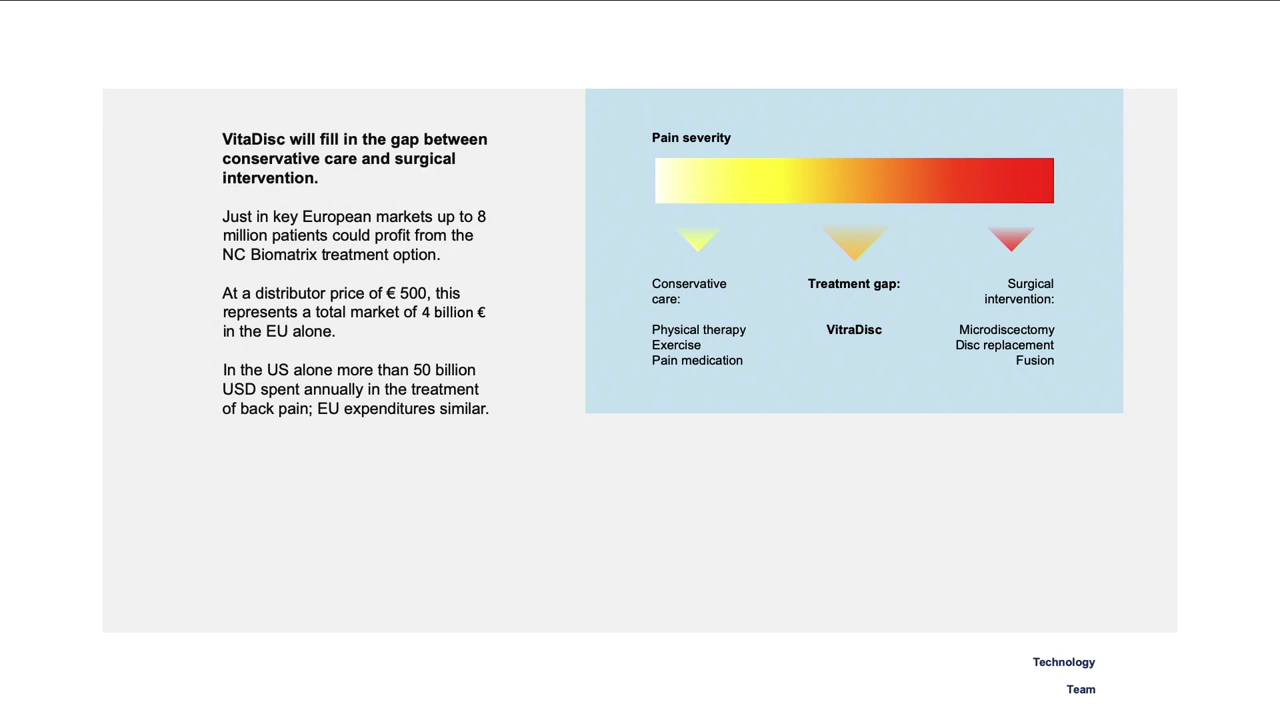 VitaDisc will fill in the gap between
conservative care and surgical
intervention.
Just in key European markets up to 8
million patients could profit from the
NC Biomatrix treatment option.
At a distributor price of € 500, this
represents a total market of 4 billion €
in the EU alone.
In the US alone more than 50 billion
USD spent annually in the treatment
of back pain; EU expenditures similar.
Pain severity
Conservative
care:
Physical therapy
Exercise
Pain medication
Treatment gap:
VitraDisc
Surgical
intervention:
Microdiscectomy
Disc replacement
Fusion
Technology
Team